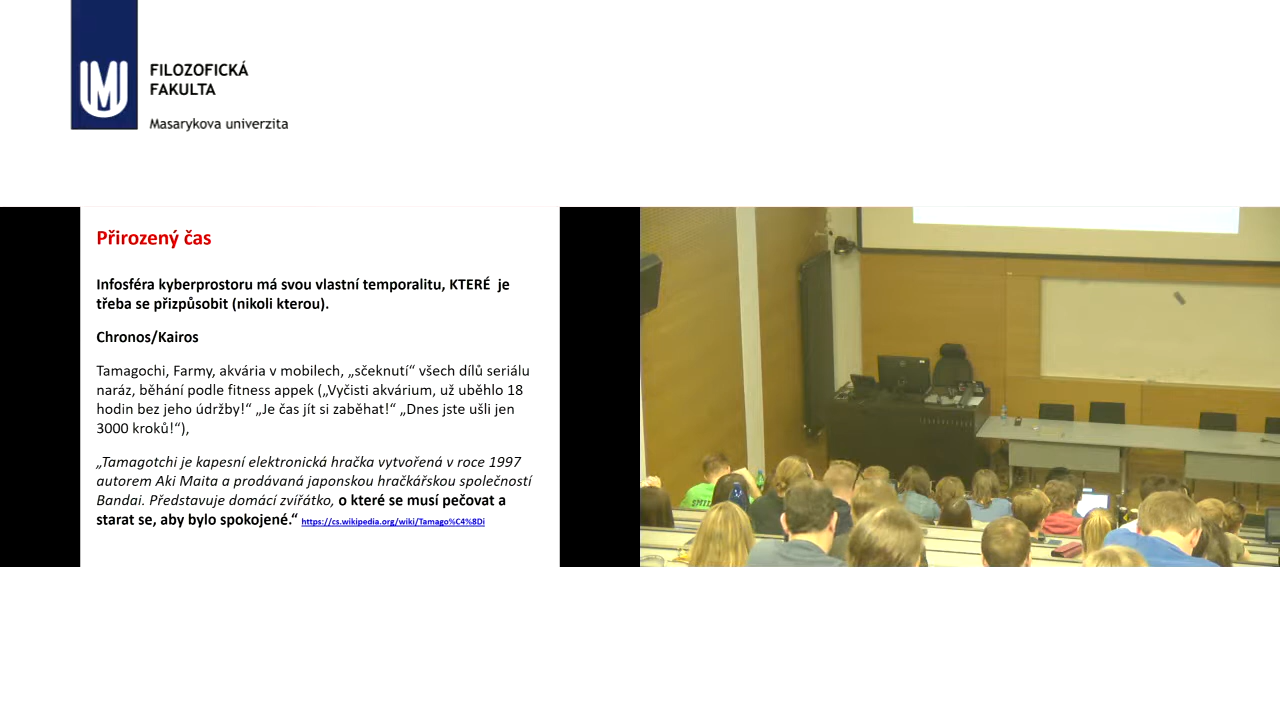 FILOZOFICKÁ
FAKULTA
Masarykova univerzita
Přirozený čas
Infosféra kyberprostoru má svou vlastní temporalitu, KTERÉ je
třeba se přizpůsobit (nikoli kterou).
Chronos/Kairos
Tamagochi, Farmy, akvária v mobilech, „sčeknutí“ všech dílů seriálu
naráz, běhání podle fitness appek („Vyčisti akvárium, už uběhlo 18
hodin bez jeho údržby!“ „Je čas jít si zaběhat!“ „Dnes jste ušli jen
3000 kroků!“),
„Tamagotchi je kapesní elektronická hračka vytvořená v roce 1997
autorem Aki Maita a prodávaná japonskou hračkářskou společností
Bandai. Představuje domácí zvířátko, o které se musí pečovat a
starat se, aby bylo spokojené.“ https://cs.wikipedia.org/wiki/Tamago%C4%8Di